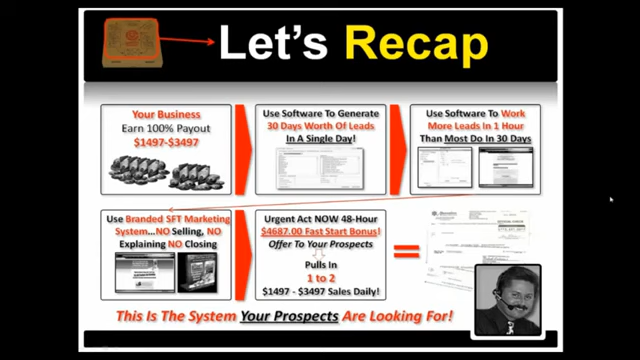 Let's Recap
Your Business
Earn 100% Payout
$1497-$3497
Use Software To Generate
30 Days Worth Of Leads
In A Single Day!
Use Software To Work
More Leads in 1 Hour
Than Most Do in 30 Days
Use Branded SFT Marketing
System...NO Selling, NO
Explaining NO Closing
Urgent Act NOW 48-Hour
$4687.00 Fast Start Bonus!
Offer To Your Prospects
Pulls In
1 to 2
$1497 - $3497 Sales Daily!
=
This Is The System Your Prospects Are Looking For!